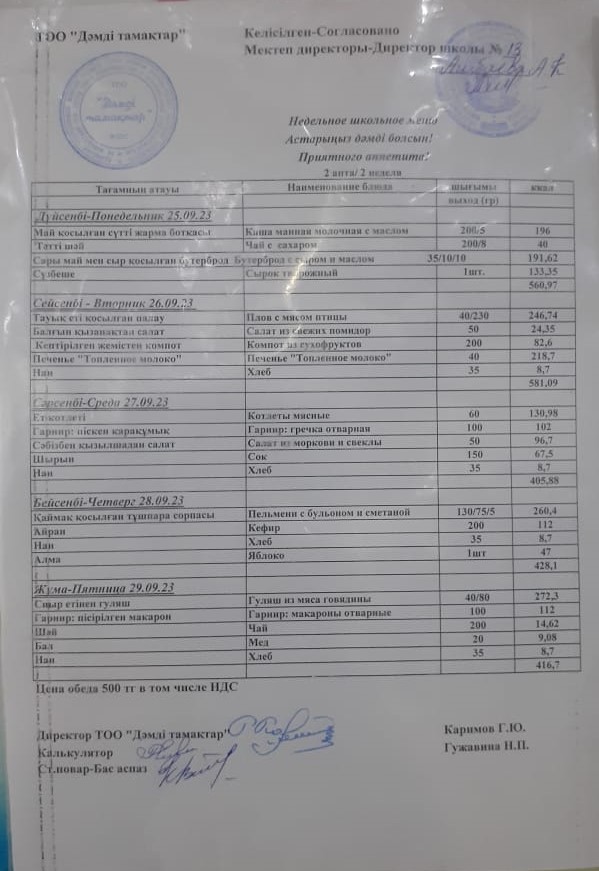 ТОО "Дәмді тамақтар" Келісілген-Согласовано
Мектеп директоры-Директор школы № 13
"Дәмді тамақтар"
Недельное школьное меню
Астарыңыз дәмді болсын!
Приятного аппетита!
2 апта/ 2 неделя
Тағамның атауы Наименование блюда шығымы ккал
выход (гр)
Дүйсенбі-Понедельник 25.09.23
Май қосылған сүтті жарма ботқасы Каша манная молочная с маслом 200/5 196
Тәтті шай Чай с сахаром 200/8 40
Сары май мен сыр қосылған бутерброд Бутерброд с сыром и маслом 35/10/10 191,62
Сүзбеше Сырок творожный 1шт. 133,35
560,97
Сейсенбі - Вторник 26.09.23
Тауық еті қосылған палау Плов с мясом птицы 40/230 246,74
Балғын қызанақтан салат Салат из свежих помидор 50 24,35
Кептірілген жемістен компот Компот из сухофруктов 200 82,6
Печенье "Топленное молоко" Печенье "Топленное молоко" 40 218,7
Нан Хлеб 35 8,7
581,09
Сәрсенбі-Среда 27.09.23
Ет котлеті Котлеты мясные 60 130,98
Гарнир: піскен қарақұмық Гарнир: гречка отварная 100 102
Сәбізбен қызылшадан салат Салат из моркови и свеклы 50 96,7
Шырын Сок 150 67,5
Нан Хлеб 35 8,7
405,88
Бейсенбі-Четверг 28.09.23
Қаймақ қосылған тұшпара сорпасы Пельмени с бульоном и сметаной 130/75/5 260,4
Айран Кефир 200 112
Нан Хлеб 35 8,7
Алма Яблоко 1шт 47
428,1
Жұма-Пятница 29.09.23
Сиыр етінен гуляш Гуляш из мяса говядины 40/80 272,3
Гарнир: пісірілген макарон Гарнир: макароны отварные 100 112
Шай Чай 200 14,62
Бал Мед 20 9,08
Нан Хлеб 35 8,7
416,7
Цена обеда 500 тг в том числе НДС
Директор ТОО "Дәмді тамақтар" Каримов Г.Ю.
Калькулятор Гужавина Н.П.
Ст.повар-Бас аспаз